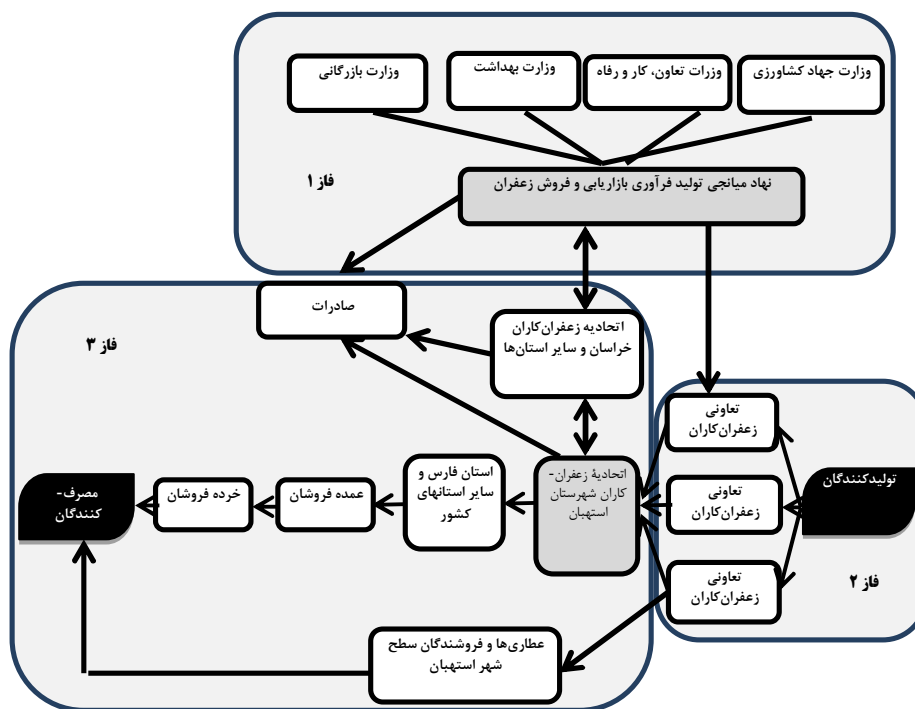 وزارت جهاد کشاورزی
وزرات تعاون، کار و رفاه
وزارت بهداشت
وزارت بازرگانی
فاز ۱
نهاد میانجی تولید فرآوری بازاریابی و فروش زعفران
صادرات
اتحادیه زعفران‌کاران
خراسان و سایر استان‌ها
فاز ۳
تعاونی
زعفران‌کاران
تولیدکنندگان
تعاونی
زعفران‌کاران
تعاونی
زعفران‌کاران
فاز ۲
اتحادیۀ زعفران-
کاران شهرستان
استهبان
استان فارس و
سایر استانهای
کشور
عمده فروشان
خرده فروشان
مصرف-
کنندگان
عطاری‌ها و فروشندگان سطح
شهر استهبان